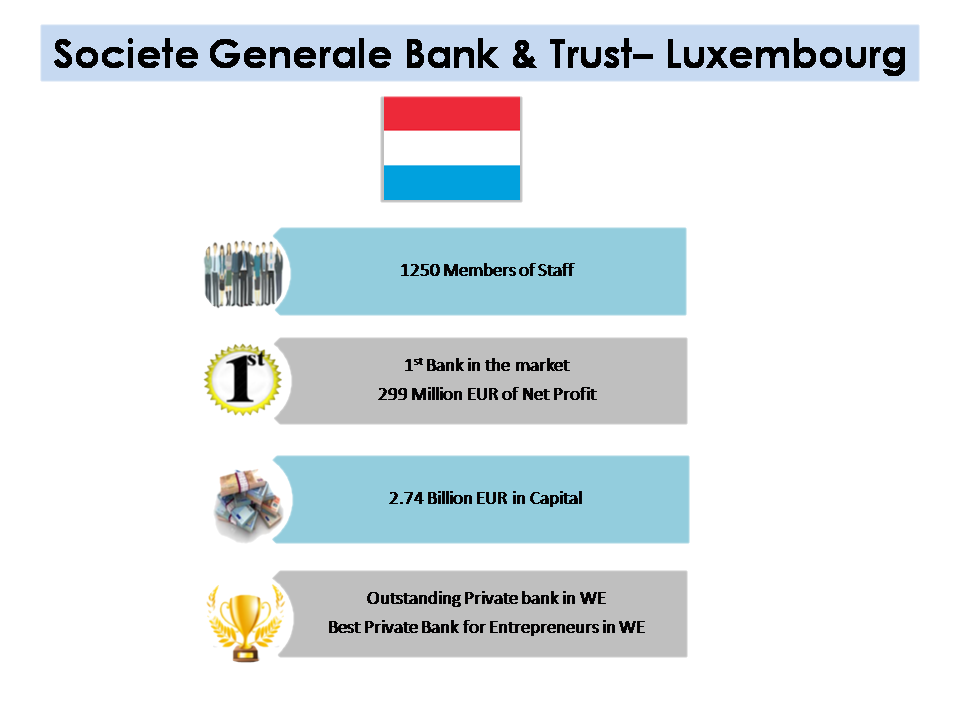 Societe Generale Bank & Trust– Luxembourg
1250 Members of Staff
1st
1st Bank in the market
299 Million EUR of Net Profit
2.74 Billion EUR in Capital
Outstanding Private bank in WE
Best Private Bank for Entrepreneurs in WE